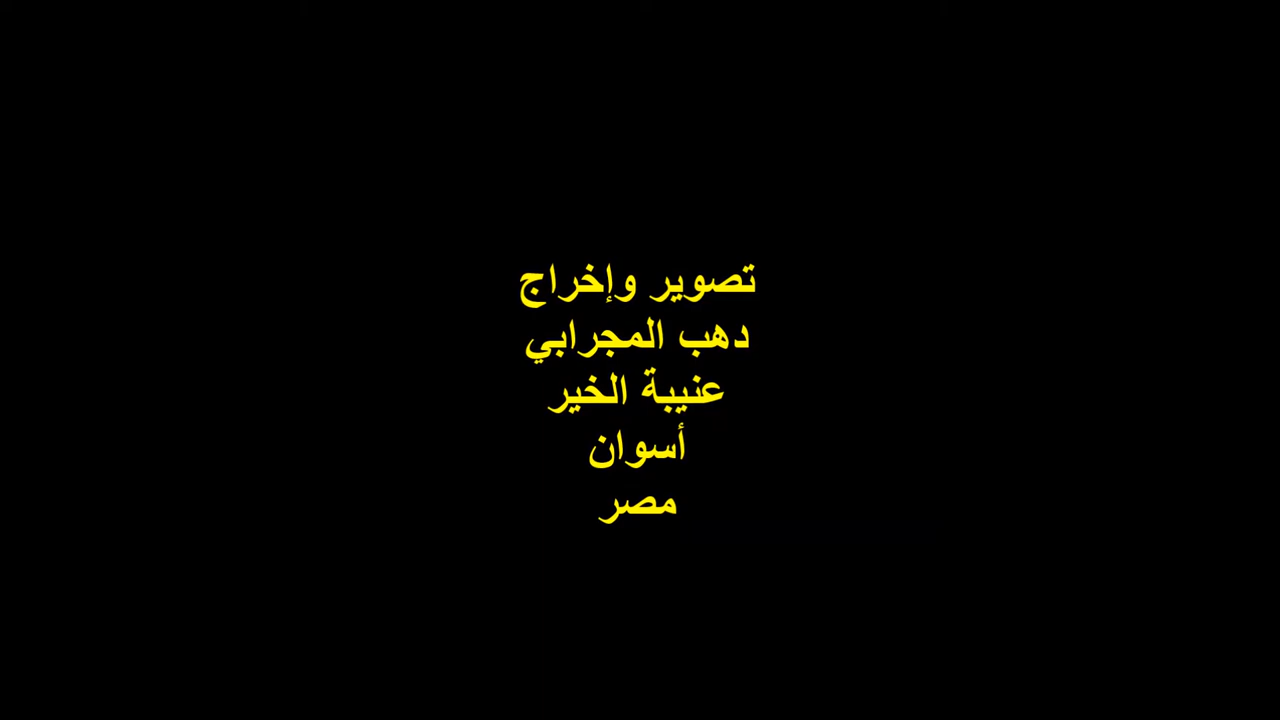 تصوير وإخراج
دهب المجرابي
عنيبة الخير
أسوان
مصر